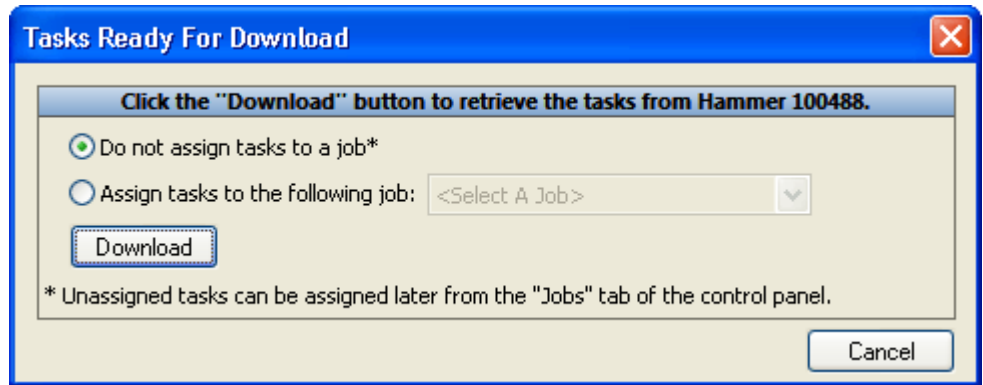 Tasks Ready For Download
Click the "Download" button to retrieve the tasks from Hammer 100488.
Do not assign tasks to a job*
Assign tasks to the following job: <Select A Job>
Download
* Unassigned tasks can be assigned later from the "Jobs" tab of the control panel.
Cancel